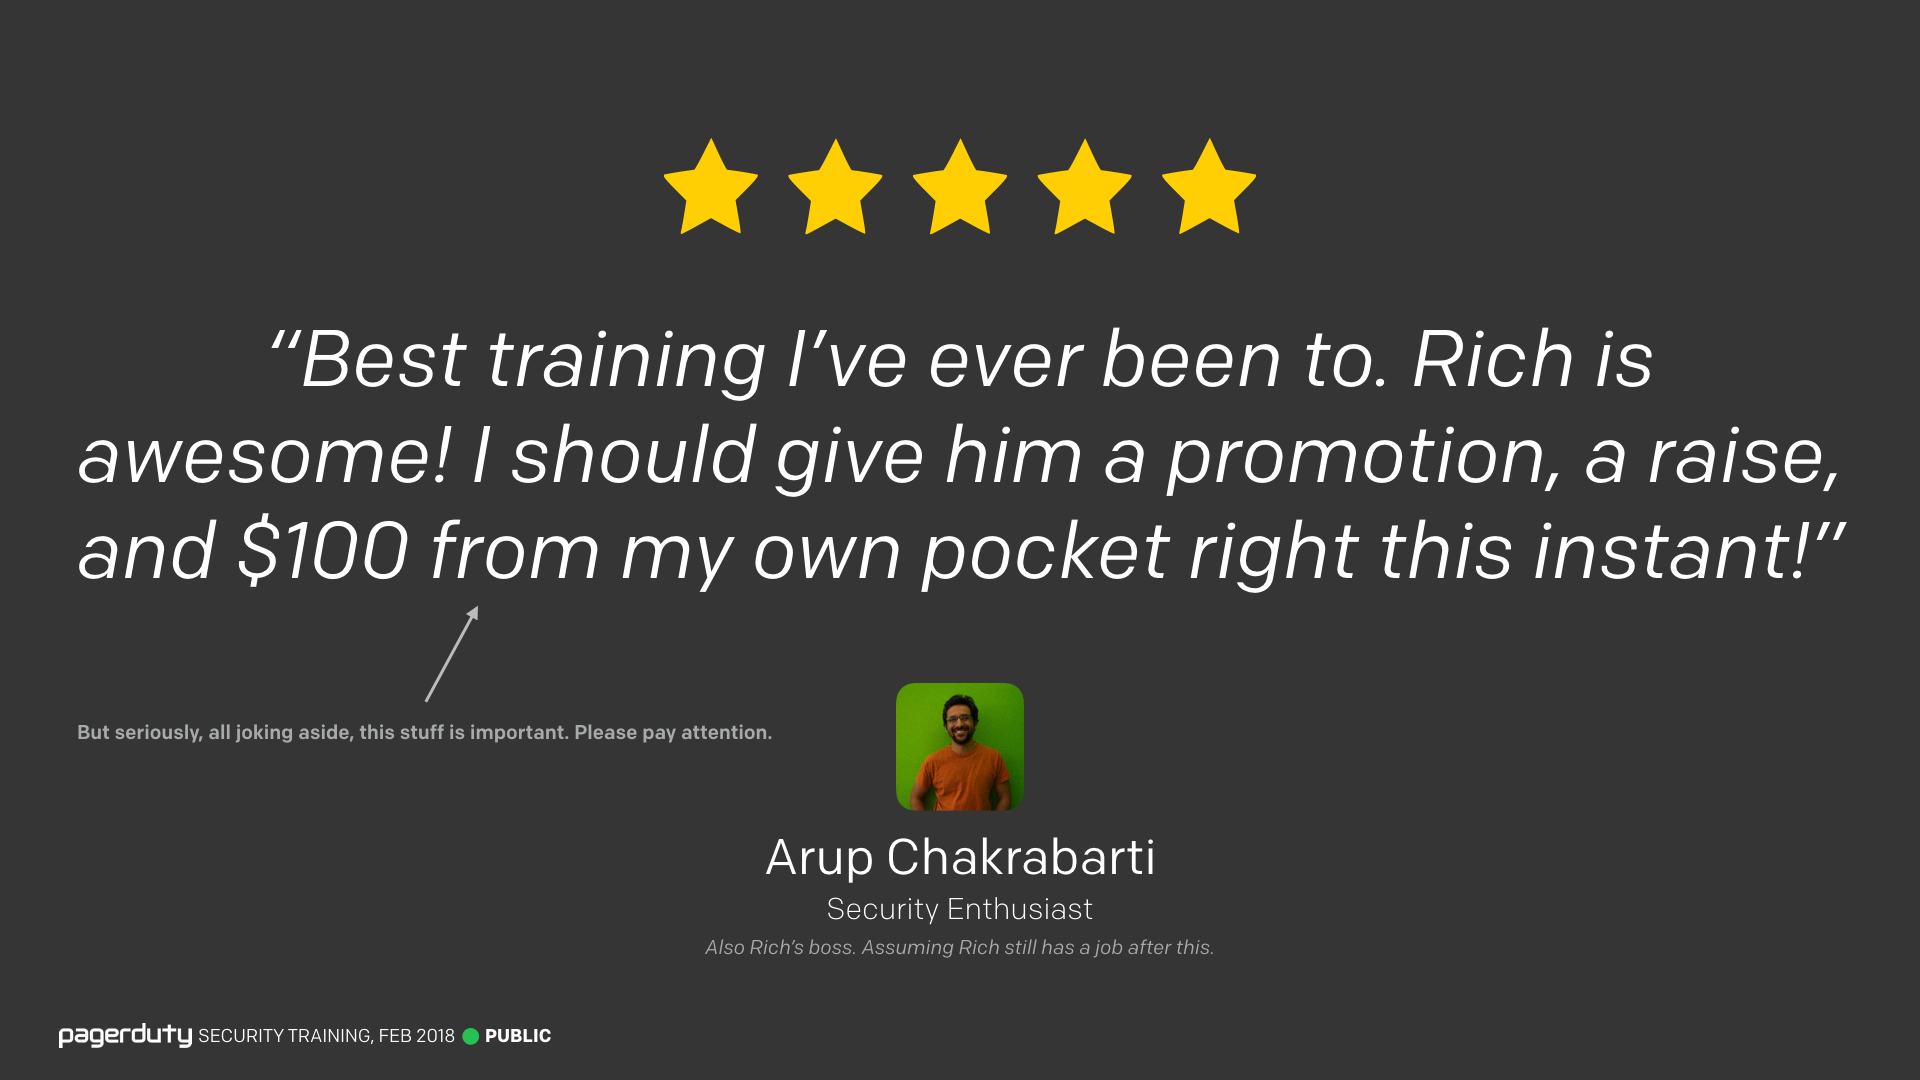 “Best training I’ve ever been to. Rich is
awesome! I should give him a promotion, a raise,
and $100 from my own pocket right this instant!”
But seriously, all joking aside, this stuff is important. Please pay attention.
Arup Chakrabarti
Security Enthusiast
Also Rich’s boss. Assuming Rich still has a job after this.
pagerduty SECURITY TRAINING, FEB 2018 PUBLIC